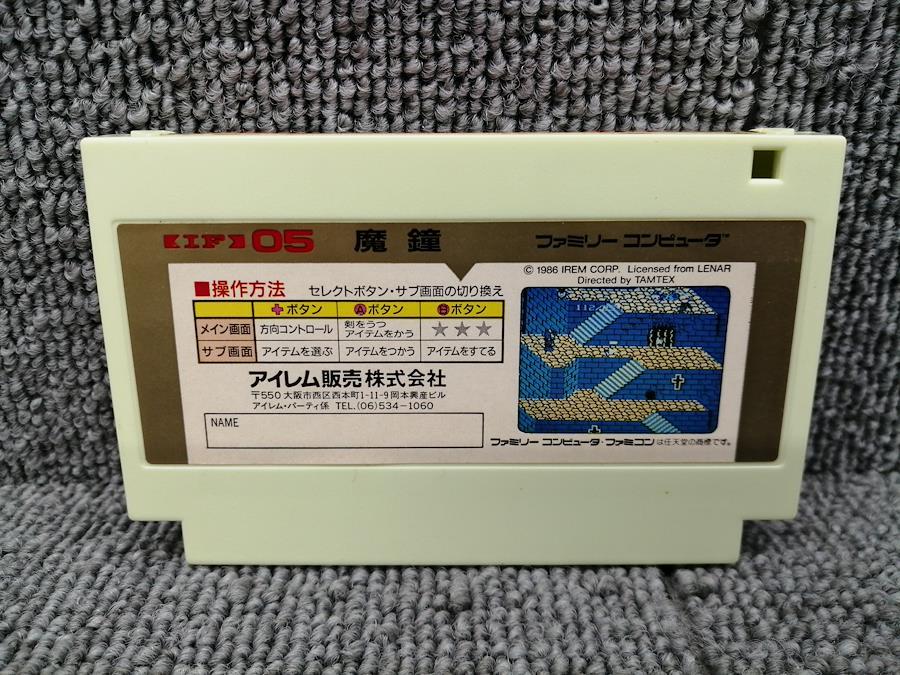 IF 05 魔鐘 ファミリー コンピュータ™
© 1986 IREM CORP. Licensed from LENAR
Directed by TAMTEX
■操作方法 セレクトボタン・サブ画面の切り換え
✚ボタン Ⓐボタン Ⓑボタン
メイン画面 方向コントロール 剣をうつ アイテムをかう ★★★
サブ画面 アイテムを選ぶ アイテムをつかう アイテムをすてる
アイレム販売株式会社
〒550 大阪市西区西本町1-11-9岡本興産ビル
アイレム・パーティ係 TEL.(06)534-1060
NAME
ファミリー コンピュータ・ファミコンは任天堂の商標です。